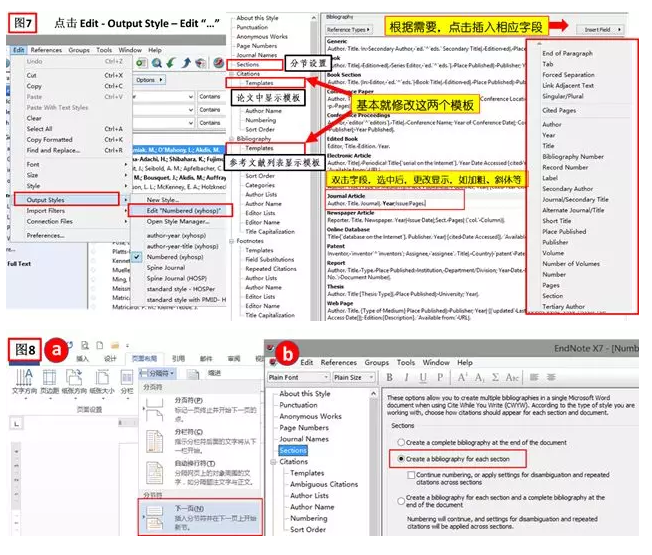 图7
点击 Edit - Output Style – Edit “...”
Edit References Groups Tools Window Help
Undo Ctrl+Z
Cut Ctrl+X
Copy Ctrl+C
Paste Ctrl+V
Paste With Text Styles
Clear
Select All Ctrl+A
Copy Formatted Ctrl+K
Find and Replace... Ctrl+R
Font
Size
Style
Output Styles
Import Filters
Connection Files
Preferences...
Full Text
Options
Contains
Contains
New Style...
Edit "Numbered (xyhosp)"
Open Style Manager...
author-year (xyhosp)
author-year-title (xyhosp)
Numbered (xyhosp)
Spine Journal
Spine Journal (HOSP)
standard style - HOSPer
standard style with PMID- H
About this Style
Punctuation
Anonymous Works
Page Numbers
Journal Names
Sections
Citations
Templates
Author Name
Numbering
Sort Order
Bibliography
Templates
Sort Order
Categories
Author Lists
Author Name
Editor Lists
Editor Name
Title Capitalization
Footnotes
Templates
Field Substitutions
Repeated Citations
Author Lists
Author Name
Editor Lists
Editor Name
Title Capitalization
分节设置
论文中显示模板
参考文献列表显示模板
基本就修改这两个模板
根据需要，点击插入相应字段
双击字段，选中后，更改显示，如加粗、斜体等
Bibliography
Reference Types
Insert Field
Generic
Book
Book Section
Conference Paper
Conference Proceedings
Edited Book
Editor, Title· Edition. Year.
Electronic Article
Journal Article
Author. Title. Journal|. Year;Issue:Pages|.
Newspaper Article
Online Database
Patent
Report
Thesis
Web Page
End of Paragraph
Tab
Forced Separation
Link Adjacent Text
Singular/Plural
Cited Pages
Author
Year
Title
Bibliography Number
Record Number
Label
Secondary Author
Journal/Secondary Title
Alternate Journal/Title
Short Title
Place Published
Publisher
Volume
Number of Volumes
Number
Pages
Section
Tertiary Author
图8
a
插入 设计 页面布局 引用 邮件 审阅
文字方向 页边距 纸张方向 纸张大小 分栏
页面设置
分隔符
缩进
分页符
分页符(P)
标记一页终止并开始下一页的点。
分栏符(C)
指示分栏符后面的文字将从下一栏开始。
自动换行符(T)
分隔网页上的对象周围的文字，如分隔题注文字与正文。
分节符
下一页(N)
插入分节符并在下一页上开始新节。
b
EndNote X7 - [Numb
Edit References Groups Tools Window Help
Plain Font Plain Size B I U P
About this Style
Punctuation
Anonymous Works
Page Numbers
Journal Names
Sections
Citations
Templates
Ambiguous Citations
Author Lists
Author Name
Numbering
Sort Order
These options allow you to create multiple bibliographies in a single Microsoft Word
document when using Cite While You Write (CWYW). According to the type of style you are
working with, choose how citations should appear for each section and document.
Sections
Create a complete bibliography at the end of the document
Create a bibliography for each section
Continue numbering, or apply settings for disambiguation and repeated
citations across sections
Create a bibliography for each section and a complete bibliography at the
end of the document
Numbering will continue, and settings for disambiguation and repeated
citations will be applied across sections.